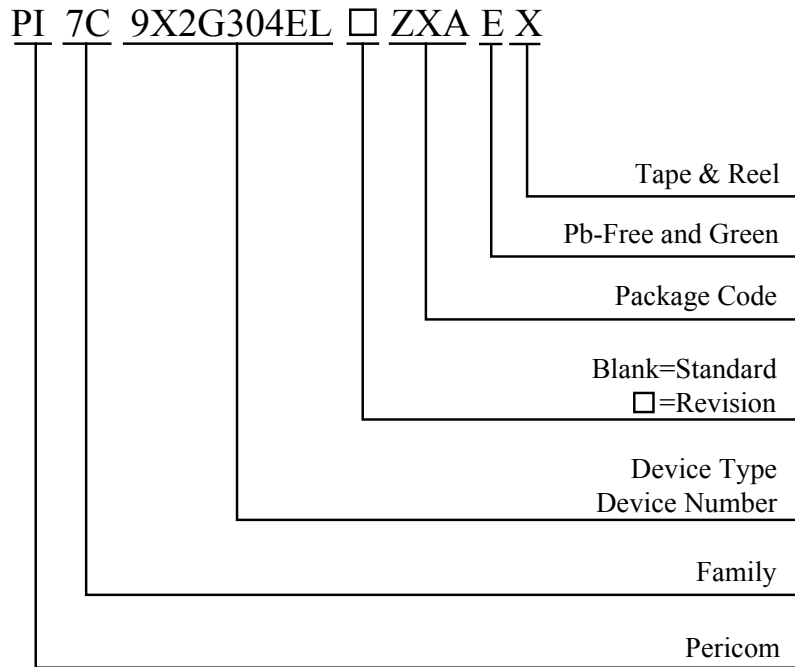 PI 7C 9X2G304EL □ ZXA E X
Tape & Reel
Pb-Free and Green
Package Code
Blank=Standard
□=Revision
Device Type
Device Number
Family
Pericom